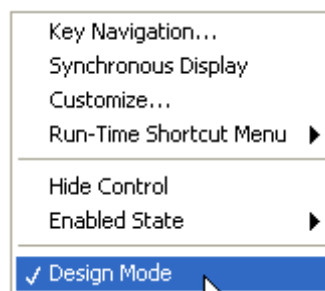 Key Navigation...
Synchronous Display
Customize...
Run-Time Shortcut Menu
Hide Control
Enabled State
Design Mode